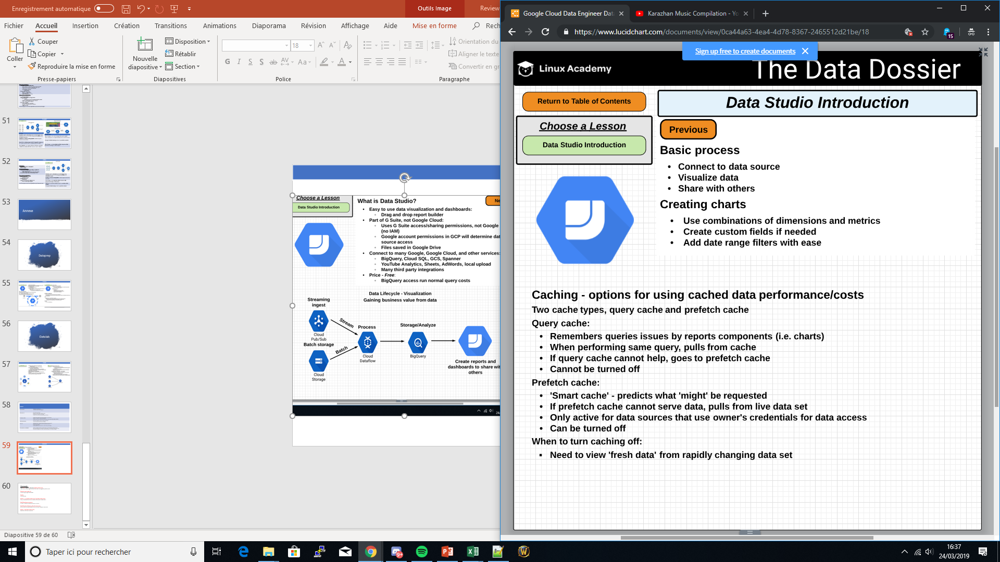 Enregistrement automatique
Outils Image
Review
Fichier
Accueil
Insertion
Création
Transitions
Animations
Diaporama
Révision
Affichage
Aide
Mise en forme
Rech
Coller
Couper
Copier
Reproduire la mise en forme
Presse-papiers
Nouvelle
diapositive
Disposition
Rétablir
Section
Diapositives
18
G I S S ab AV Aa A
Police
Orientation du
Aligner le texte
Convertir en gra
Paragraphe
51
52
53
Annexe
54
Dataprep
55
56
Datalab
57
58
59
60
Choose a Lesson
Data Studio Introduction
What is Data Studio?
Ne
• Easy to use data visualization and dashboards:
Drag and drop report builder
• Part of G Suite, not Google Cloud:
Uses G Suite access/sharing permissions, not Google
(no IAM)
Google account permissions in GCP will determine dat
source access
Files saved in Google Drive
• Connect to many Google, Google Cloud, and other services:
BigQuery, Cloud SQL, GCS, Spanner
YouTube Analytics, Sheets, AdWords, local upload
Many third party integrations
• Price - Free:
BigQuery access run normal query costs
Data Lifecycle - Visualization
Gaining business value from data
Streaming
ingest
Stream
Cloud
Pub/Sub
Batch storage
Batch
Cloud
Storage
Process
Cloud
Dataflow
Storage/Analyze
BigQuery
Create reports and
dashboards to share wit
others
Diapositive 59 de 60
Google Cloud Data Engineer Dat
Karazhan Music Compilation - Yo
https://www.lucidchart.com/documents/view/0ca44a63-4ea4-4d78-8367-2465512d21be/18
15
Sign up free to create documents
Linux Academy
The Data Dossier
Return to Table of Contents
Data Studio Introduction
Choose a Lesson
Data Studio Introduction
Previous
Basic process
• Connect to data source
• Visualize data
• Share with others
Creating charts
• Use combinations of dimensions and metrics
• Create custom fields if needed
• Add date range filters with ease
Caching - options for using cached data performance/costs
Two cache types, query cache and prefetch cache
Query cache:
• Remembers queries issues by reports components (i.e. charts)
• When performing same query, pulls from cache
• If query cache cannot help, goes to prefetch cache
• Cannot be turned off
Prefetch cache:
• 'Smart cache' - predicts what 'might' be requested
• If prefetch cache cannot serve data, pulls from live data set
• Only active for data sources that use owner's credentials for data access
• Can be turned off
When to turn caching off:
▪ Need to view 'fresh data' from rapidly changing data set
Taper ici pour rechercher
9+
16:37
24/03/2019